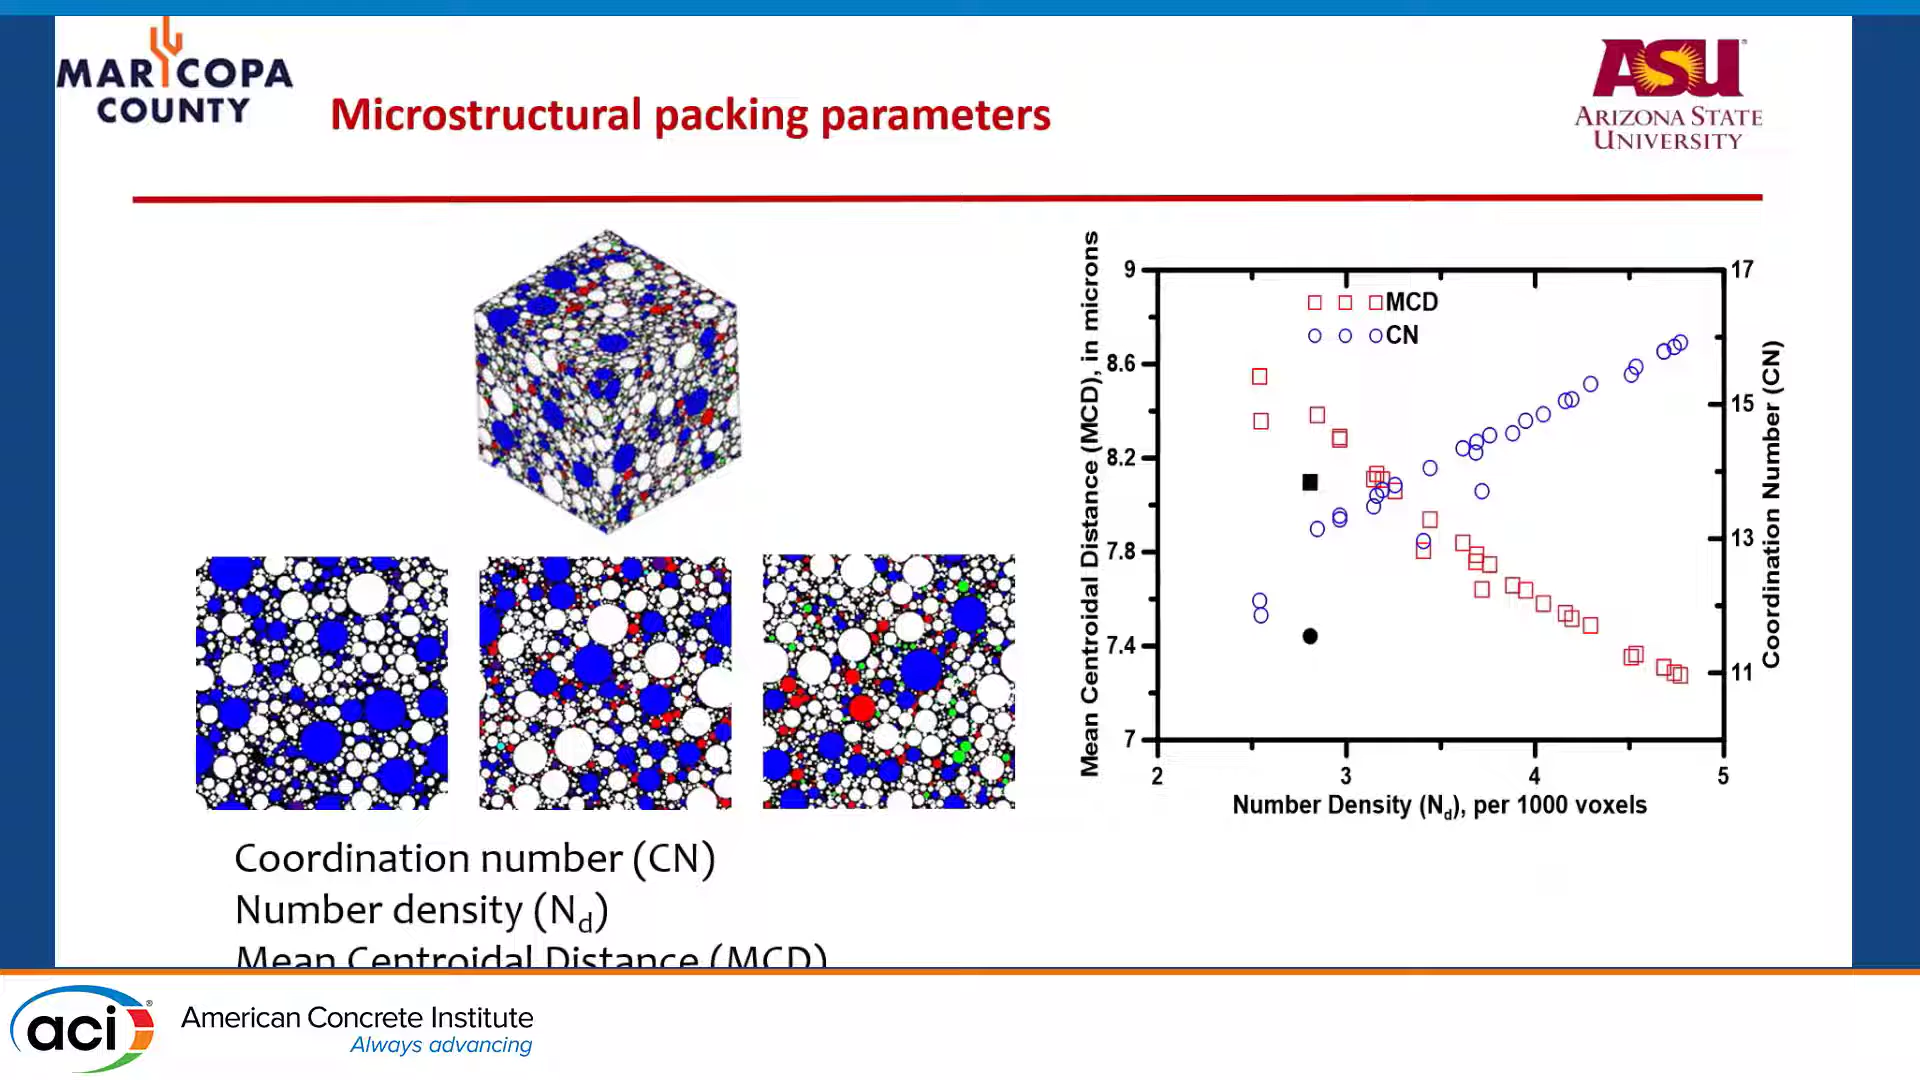 MARICOPA
COUNTY
Microstructural packing parameters
ASU
ARIZONA STATE
UNIVERSITY
Mean Centroidal Distance (MCD), in microns
9
8.6
8.2
7.8
7.4
7
MCD
CN
17
15
13
11
Coordination Number (CN)
2
3
4
5
Number Density (Nd), per 1000 voxels
Coordination number (CN)
Number density (Nd)
Mean Centroidal Distance (MCD)
aci®
American Concrete Institute
Always advancing